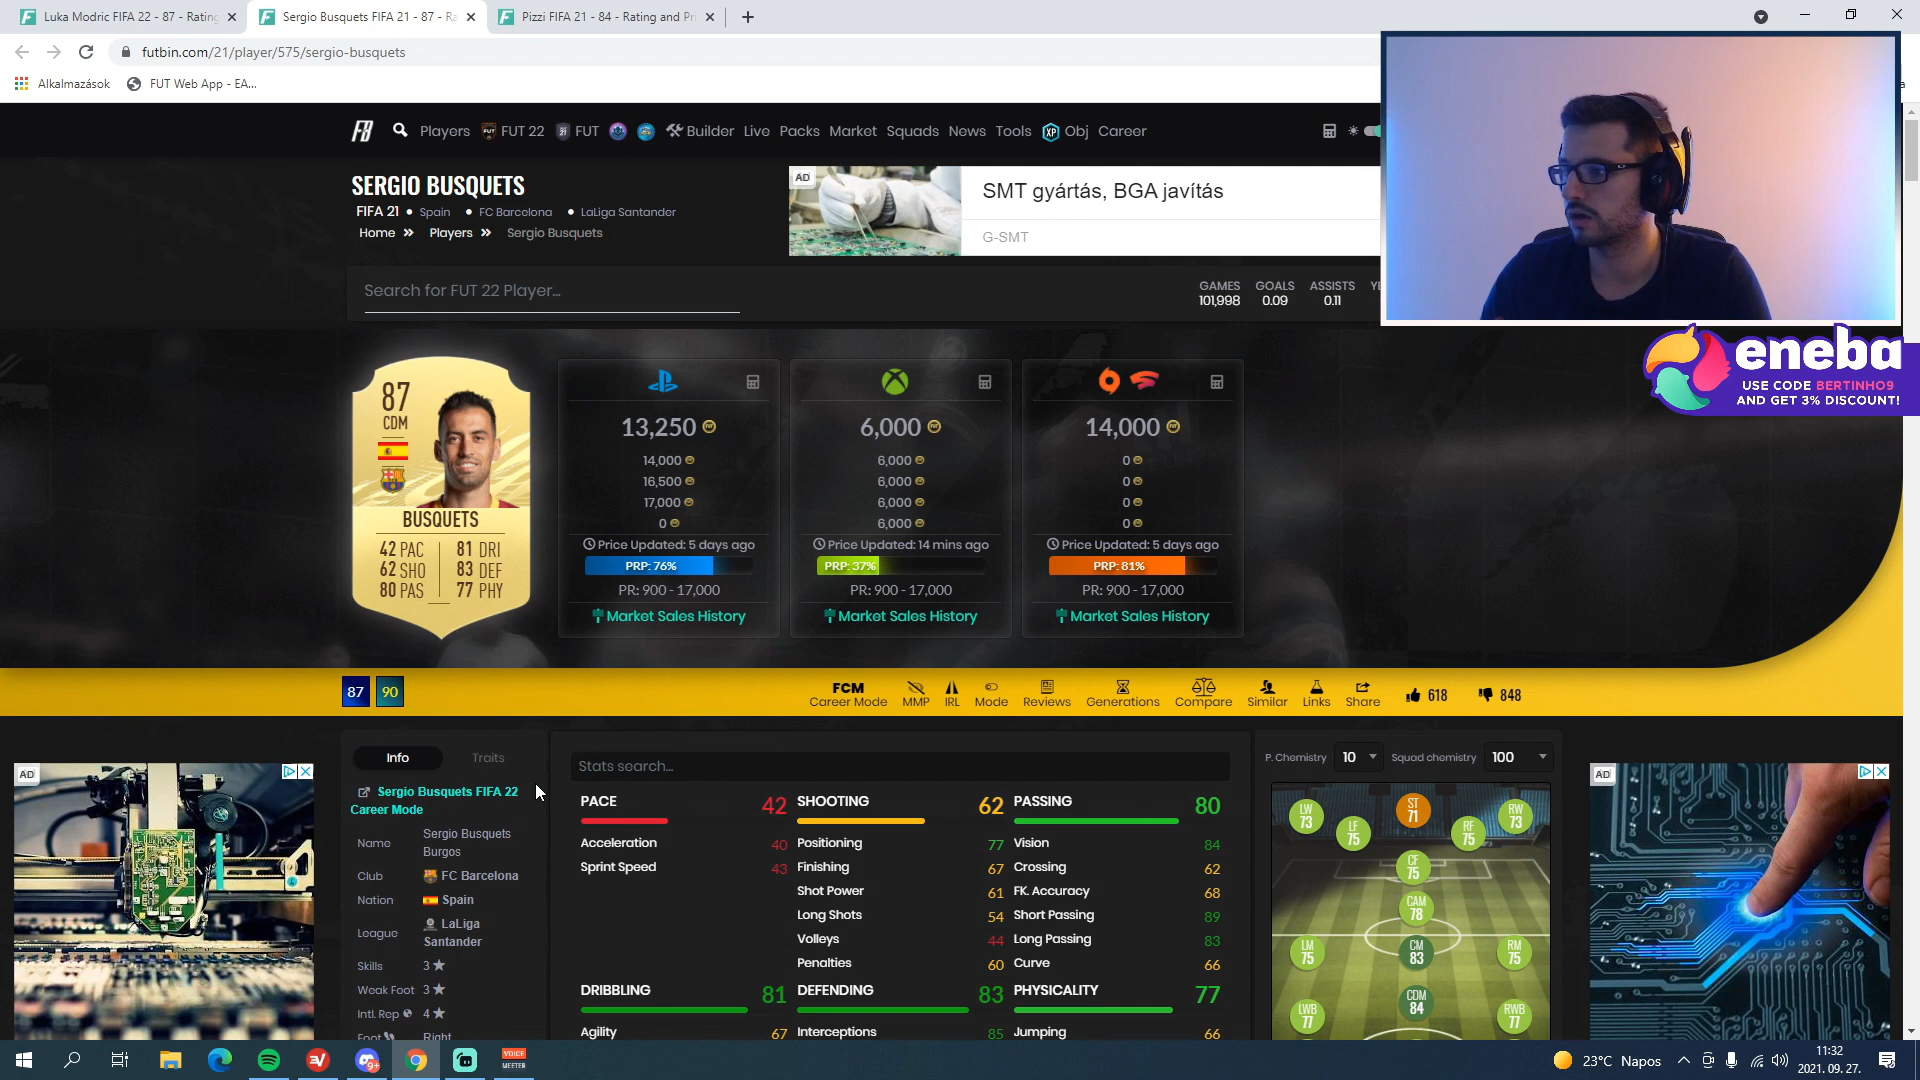 Luka Modric FIFA 22 - 87 - Rating
Sergio Busquets FIFA 21 - 87 - Ra
Pizzi FIFA 21 - 84 - Rating and Pri
futbin.com/21/player/575/sergio-busquets
Alkalmazások
FUT Web App - EA...
Players FUT 22 FUT Builder Live Packs Market Squads News Tools XP Obj Career
SERGIO BUSQUETS
FIFA 21 • Spain • FC Barcelona • LaLiga Santander
Home » Players » Sergio Busquets
AD
SMT gyártás, BGA javítás
G-SMT
Search for FUT 22 Player...
GAMES GOALS ASSISTS YE
101,998 0.09 0.11
eneba
USE CODE BERTINHO9
AND GET 3% DISCOUNT!
87
CDM
BUSQUETS
42 PAC 81 DRI
62 SHO 83 DEF
80 PAS 77 PHY
13,250
14,000
16,500
17,000
0
Price Updated: 5 days ago
PRP: 76%
PR: 900 - 17,000
Market Sales History
6,000
6,000
6,000
6,000
6,000
Price Updated: 14 mins ago
PRP: 37%
PR: 900 - 17,000
Market Sales History
14,000
0
0
0
0
Price Updated: 5 days ago
PRP: 81%
PR: 900 - 17,000
Market Sales History
87 90
FCM
Career Mode MMP IRL Mode Reviews Generations Compare Similar Links Share 618 848
AD
Info Traits
Sergio Busquets FIFA 22
Career Mode
Name Sergio Busquets
Burgos
Club FC Barcelona
Nation Spain
League LaLiga
Santander
Skills 3
Weak Foot 3
Intl. Rep 4
Foot Right
Stats search...
PACE 42
Acceleration 40
Sprint Speed 43
SHOOTING 62
Positioning 77
Finishing 67
Shot Power 61
Long Shots 54
Volleys 44
Penalties 60
PASSING 80
Vision 84
Crossing 62
FK. Accuracy 68
Short Passing 89
Long Passing 83
Curve 66
DRIBBLING 81
Agility 67
DEFENDING 83
Interceptions 85
PHYSICALITY 77
Jumping 66
P. Chemistry 10 Squad chemistry 100
LW
73
ST
71
RW
73
LF
75
RF
75
CF
75
CAM
78
LM
75
CM
83
RM
75
LWB
77
CDM
84
RWB
77
AD
9+
VOICE
MEETER
23°C Napos
11:32
2021. 09. 27.